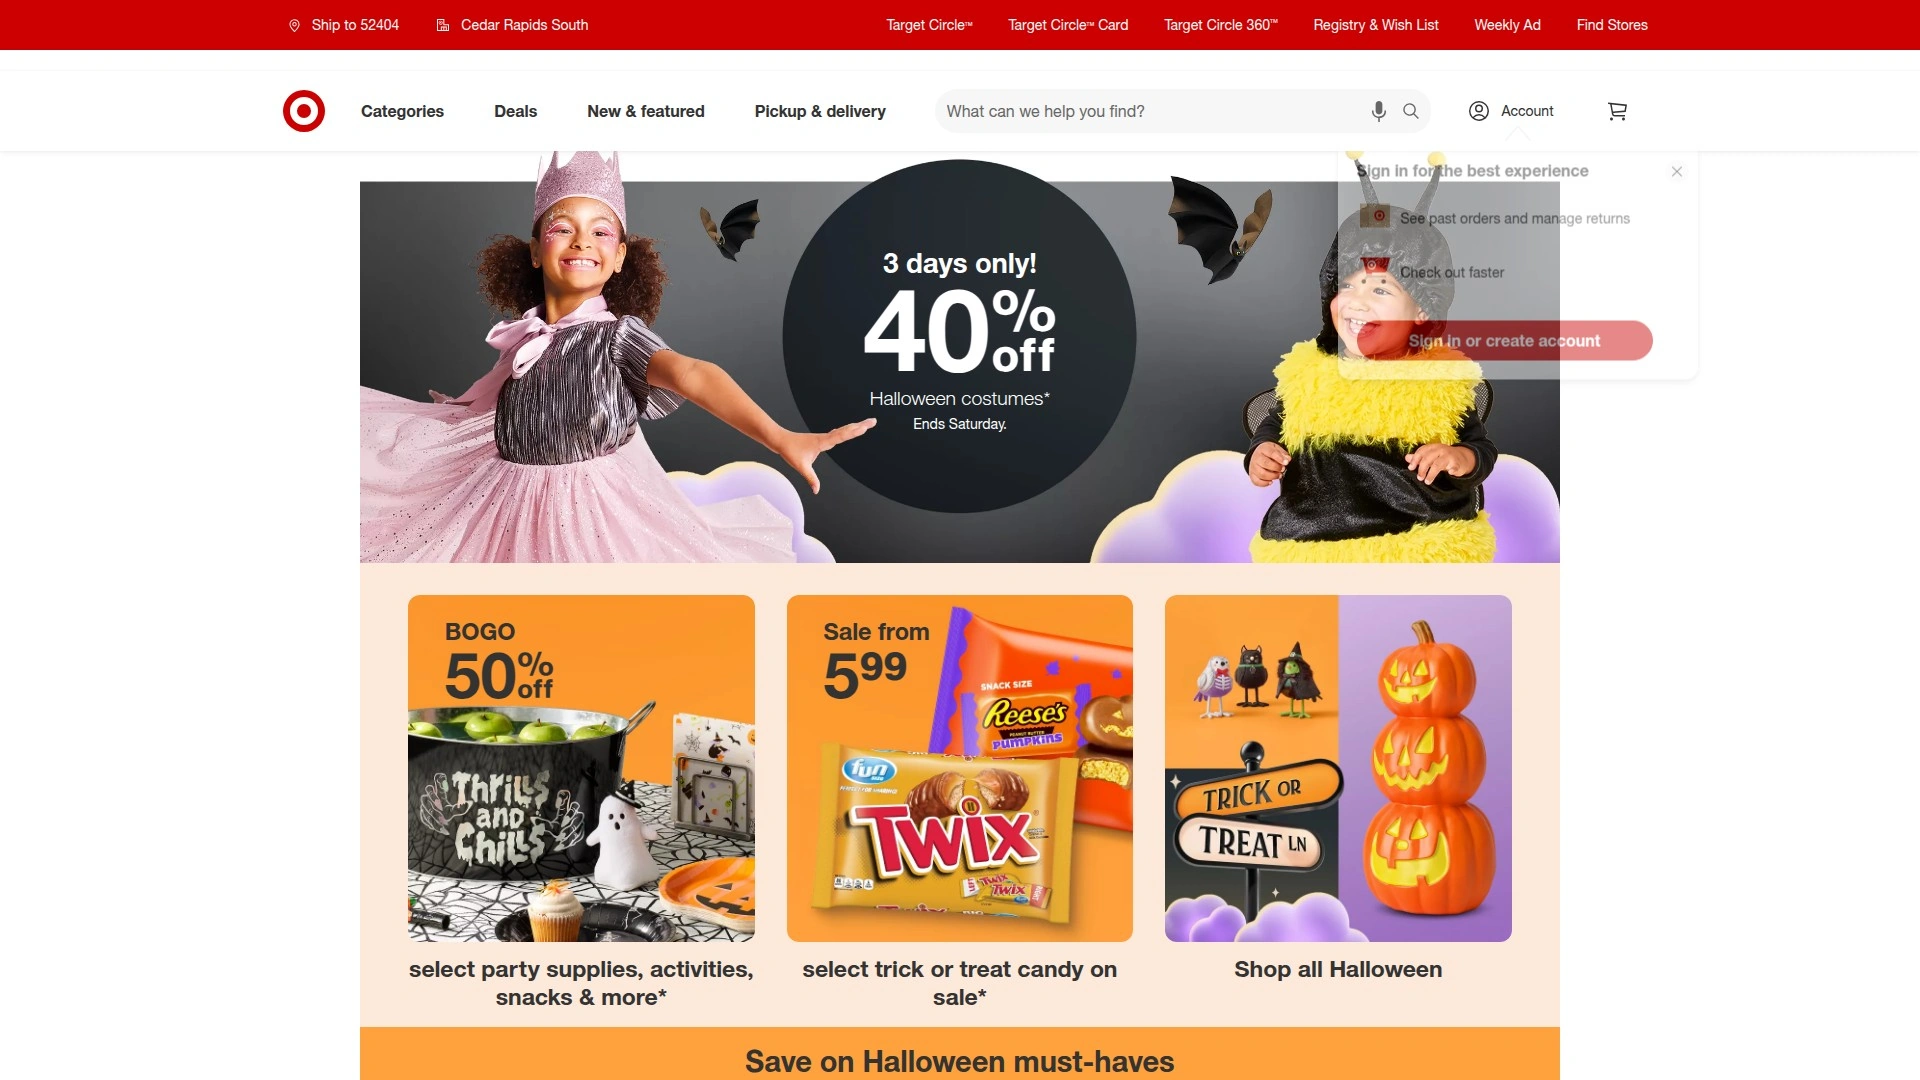 Ship to 52404
Cedar Rapids South
Target Circle™
Target Circle™ Card
Target Circle 360™
Registry & Wish List
Weekly Ad
Find Stores
Categories
Deals
New & featured
Pickup & delivery
What can we help you find?
Account
Sign in for the best experience
See past orders and manage returns
Check out faster
Sign in or create account
3 days only!
40% off
Halloween costumes*
Ends Saturday.
BOGO
50% off
Thrills
and
Chills
select party supplies, activities,
snacks & more*
Sale from
599
SNACK SIZE
Reese's
PEANUT BUTTER
PUMPKINS
fun
SIZE
TWIX
TWIX
TWIX
select trick or treat candy on
sale*
TRICK OR
TREAT LN
Shop all Halloween
Save on Halloween must-haves